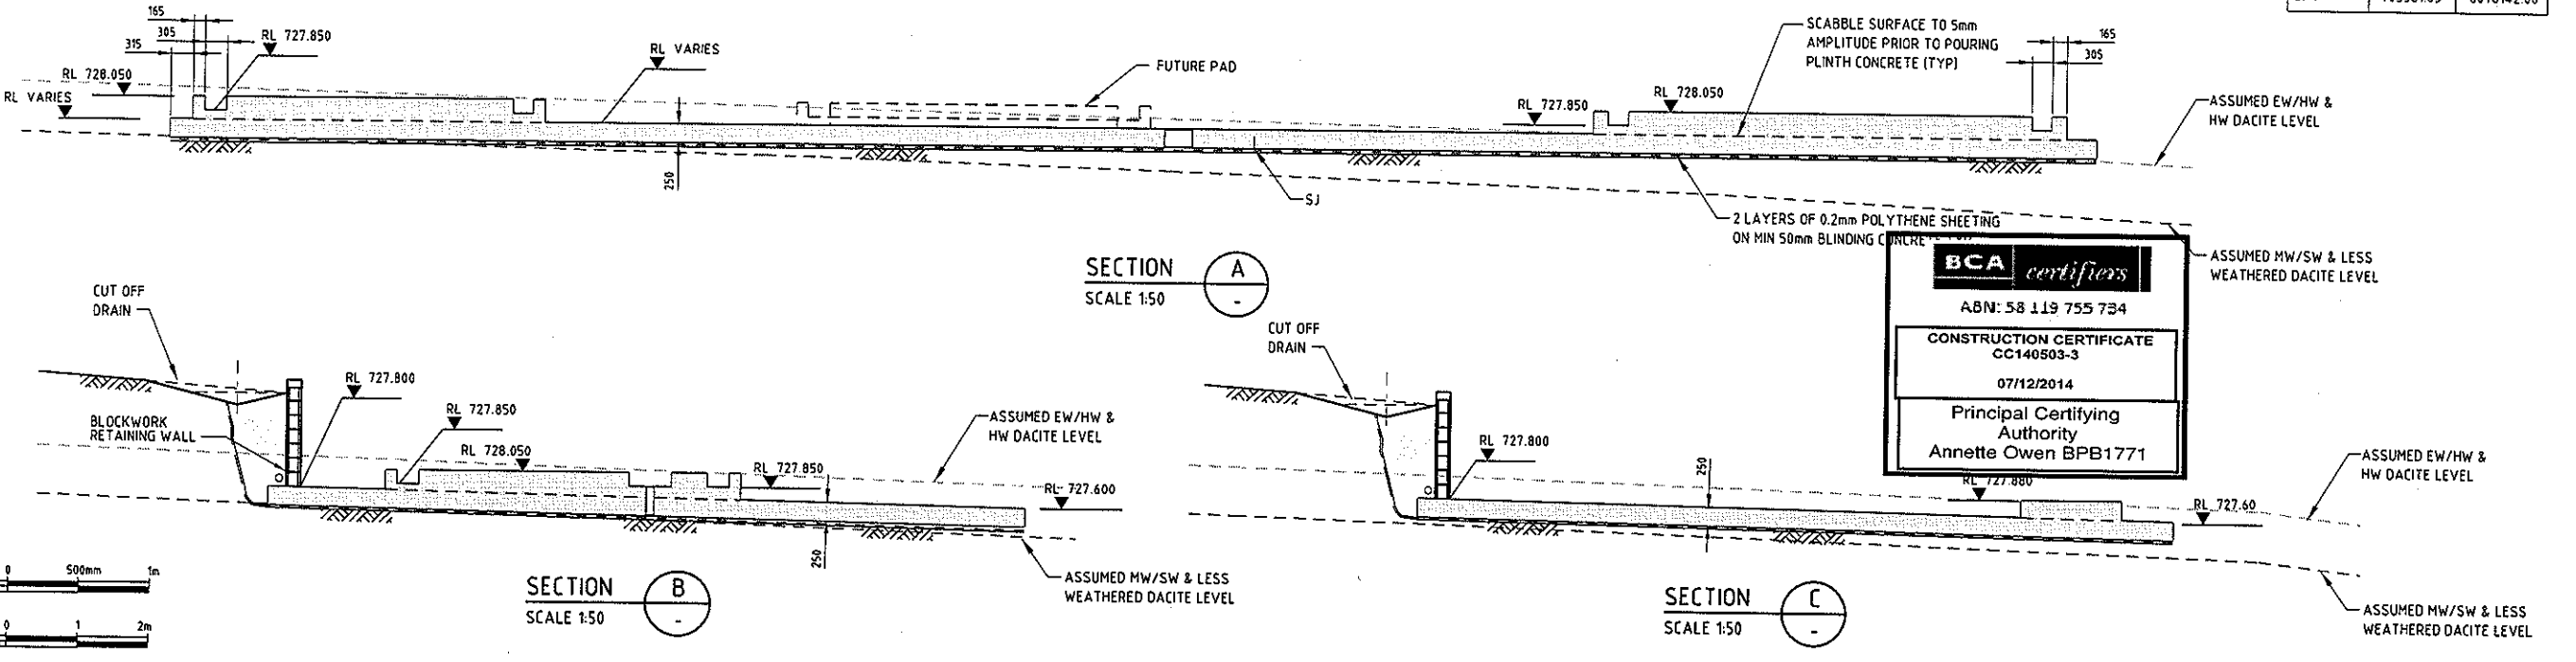 165
305
315
RL 727.850
RL 728.050
RL VARIES
RL VARIES
250
FUTURE PAD
SJ
RL 727.850
RL 728.050
SCABBLE SURFACE TO 5mm
AMPLITUDE PRIOR TO POURING
PLINTH CONCRETE (TYP)
165
305
ASSUMED EW/HW &
HW DACITE LEVEL
2 LAYERS OF 0.2mm POLYTHENE SHEETING
ON MIN 50mm BLINDING CONCRETE
ASSUMED MW/SW & LESS
WEATHERED DACITE LEVEL
SECTION A
SCALE 1:50 -
BCA certifiers
ABN: 58 119 755 734
CONSTRUCTION CERTIFICATE
CC140503-3
07/12/2014
Principal Certifying
Authority
Annette Owen BPB1771
CUT OFF
DRAIN
BLOCKWORK
RETAINING WALL
RL 727.800
RL 727.850
RL 728.050
RL 727.850
RL 727.600
250
ASSUMED EW/HW &
HW DACITE LEVEL
ASSUMED MW/SW & LESS
WEATHERED DACITE LEVEL
SECTION B
SCALE 1:50 -
CUT OFF
DRAIN
RL 727.800
250
RL 727.880
RL 727.60
ASSUMED EW/HW &
HW DACITE LEVEL
ASSUMED MW/SW & LESS
WEATHERED DACITE LEVEL
SECTION C
SCALE 1:50 -
0 500mm 1m
0 1 2m